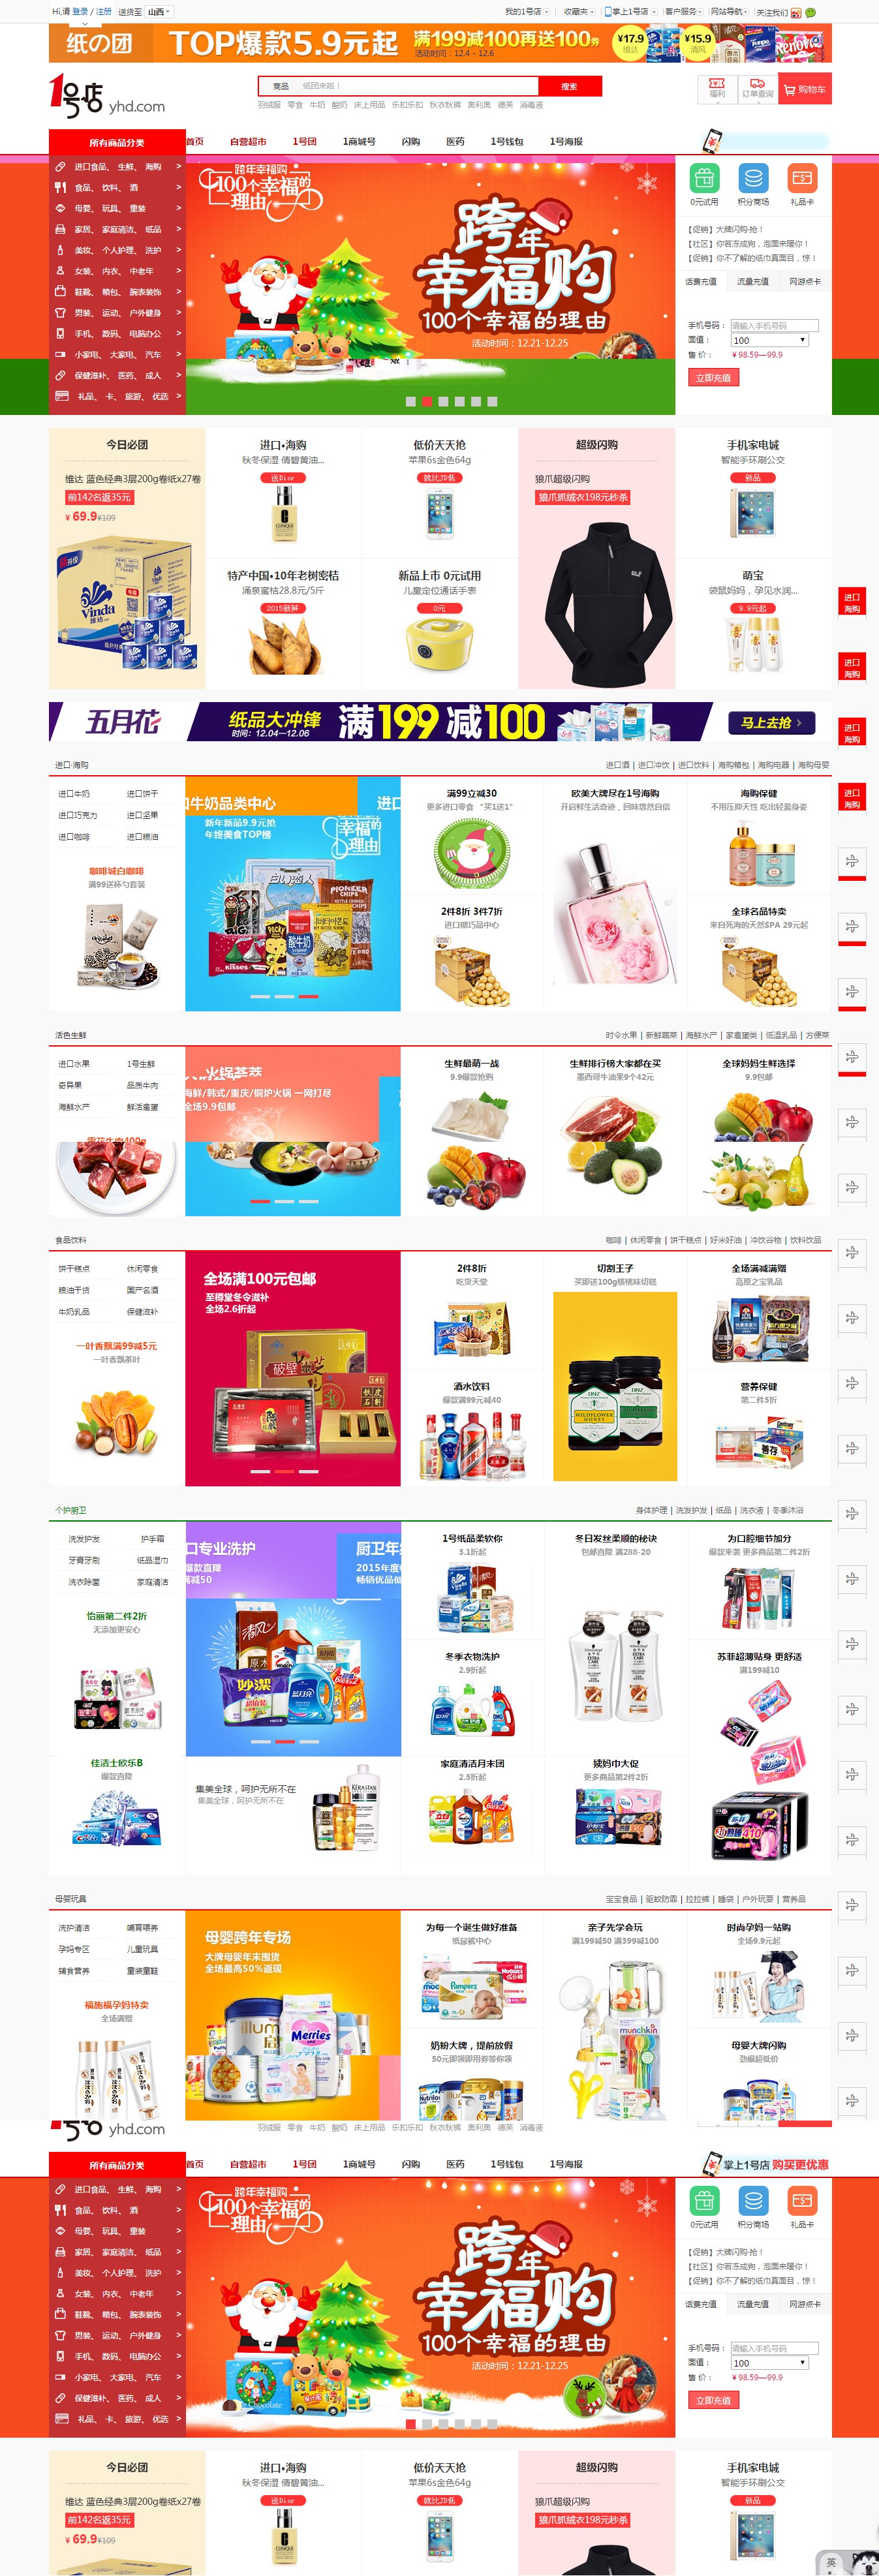 Hi,请 登录 / 注册 送货至 山西
我的1号店 收藏夹 掌上1号店 客户服务 网站导航 关注我们
纸の团 TOP爆款5.9元起 满199减100再送100券
活动时间：12.4 - 12.6
¥17.9 维达 ¥15.9 清风
1号店 yhd.com
商品 纸团来啦！ 搜索
羽绒服 零食 牛奶 酸奶 床上用品 乐扣乐扣 秋衣秋裤 奥利奥 德芙 消毒液
福利 订单查询 购物车
所有商品分类 首页 自营超市 1号团 1商城号 闪购 医药 1号钱包 1号海报
进口食品、 生鲜、 海购 >
食品、 饮料、 酒 >
母婴、 玩具、 童装 >
家居、 家庭清洁、 纸品 >
美妆、 个人护理、 洗护 >
女装、 内衣、 中老年 >
鞋靴、 箱包、 腕表装饰 >
男装、 运动、 户外健身 >
手机、 数码、 电脑办公 >
小家电、 大家电、 汽车 >
保健滋补、 医药、 成人 >
礼品、 卡、 旅游、 优选 >
跨年幸福购
100个幸福的理由
跨年幸福购
100个幸福的理由
活动时间：12.21-12.25
0元试用 积分商场 礼品卡
【促销】大牌闪购·抢！
【社区】你若冻成狗，泡面来暖你！
【促销】你不了解的纸巾真面目，惊！
话费充值 流量充值 网游点卡
手机号码： 请输入手机号码
面值： 100
售 价： ¥ 98.59—99.9
立即充值
今日必团
维达 蓝色经典3层200g卷纸x27卷
前142名返35元
¥ 69.9¥109
Vinda
维达
进口•海购
秋冬保湿 倩碧黄油...
送Dior
低价天天抢
苹果6s金色64g
就比JD低
超级闪购
狼爪超级闪购
狼爪抓绒衣198元秒杀
手机家电城
智能手环刷公交
新品
特产中国•10年老树蜜桔
涌泉蜜桔28.8元/5斤
2015新笋
新品上市 0元试用
儿童定位通话手表
0元
萌宝
袋鼠妈妈，孕见水润...
9.9元起
进口
海购
进口
海购
进口
海购
进口
海购
五月花 纸品大冲锋 满199减100 马上去抢 >
时间：12.04—12.06
进口·海购
进口酒 | 进口冲饮 | 进口饮料 | 海购箱包 | 海购电器 | 海购母婴
进口牛奶 进口饼干
进口巧克力 进口坚果
进口咖啡 进口粮油
咖啡城白咖啡
满99送杯勺套装
口牛奶品类中心 进口
新年新品9.9元抢
年终美食TOP榜
幸福的
理由
满99立减30
更多进口零食 “买1送1”
欧美大牌尽在1号海购
开启鲜生活奇迹，回味悠然自信
海购保健
不用压抑天性 吃出轻盈身姿
2件8折 3件7折
进口糖巧品中心
全球名品特卖
来自死海的天然SPA 29元起
活色生鲜
时令水果 | 新鲜蔬菜 | 海鲜水产 | 家禽蛋类 | 低温乳品 | 方便菜
进口水果 1号生鲜
奇异果 品质牛肉
海鲜水产 鲜活禽蛋
雪花牛肉400g
海鲜/韩式/重庆/铜炉火锅 一网打尽
全场9.9包邮
生鲜最萌一战
9.9爆款抢购
生鲜排行榜大家都在买
墨西哥牛油果9个42元
全球妈妈生鲜选择
9.9包邮
食品饮料
咖啡 | 休闲零食 | 饼干糕点 | 好米好油 | 冲饮谷物 | 饮料饮品
饼干糕点 休闲零食
粮油干货 国产名酒
牛奶乳品 保健滋补
一叶香飘满99减5元
一叶香飘茶叶
全场满100元包邮
至樽堂冬令滋补
全场2.6折起
2件8折
吃货天堂
切割王子
买即送100g核桃味切糕
全场满减满赠
高原之宝乳品
酒水饮料
爆款满99元减40
营养保健
第二件5折
个护厨卫
身体护理 | 洗发护发 | 纸品 | 洗衣液 | 冬季沐浴
洗发护发 护手霜
牙膏牙刷 纸品湿巾
洗衣除菌 家庭清洁
怡丽第二件2折
无添加更安心
佳洁士欧乐B
爆款直降
口专业洗护 厨卫年
爆款直降 2015年度
满减50 畅销优品低
集美全球，呵护无所不在
集美全球，呵护无所不在
1号纸品柔软你
3.1折起
冬日发丝柔顺的秘诀
包邮直降 满288-20
为口腔细节加分
爆款来袭 更多商品第二件2折
冬季衣物洗护
2.9折起
苏菲超薄贴身 更舒适
满199减10
家庭清洁月末团
2.5折起
姨妈巾大促
更多商品第2件2折
母婴玩具
宝宝食品 | 驱蚊防霾 | 拉拉裤 | 睡袋 | 户外玩耍 | 营养品
洗护清洁 哺育喂养
孕妈专区 儿童玩具
辅食营养 童装童鞋
福施福孕妈特卖
全场满赠
母婴跨年专场
大牌母婴年末囤货
全场最高50%返现
为每一个诞生做好准备
纸尿裤中心
亲子先学会玩
满199减50 满399减100
时尚孕妈一站购
全场9.9元起
奶粉大牌，提前放假
50元即领即用券等你领
母婴大牌闪购
劲爆超低价
yhd.com
羽绒服 零食 牛奶 酸奶 床上用品 乐扣乐扣 秋衣秋裤 奥利奥 德芙 消毒液
所有商品分类 首页 自营超市 1号团 1商城号 闪购 医药 1号钱包 1号海报 掌上1号店 购买更优惠
进口食品、 生鲜、 海购 >
食品、 饮料、 酒 >
母婴、 玩具、 童装 >
家居、 家庭清洁、 纸品 >
美妆、 个人护理、 洗护 >
女装、 内衣、 中老年 >
鞋靴、 箱包、 腕表装饰 >
男装、 运动、 户外健身 >
手机、 数码、 电脑办公 >
小家电、 大家电、 汽车 >
保健滋补、 医药、 成人 >
礼品、 卡、 旅游、 优选 >
跨年幸福购
100个幸福的理由
跨年幸福购
100个幸福的理由
活动时间：12.21-12.25
0元试用 积分商场 礼品卡
【促销】大牌闪购·抢！
【社区】你若冻成狗，泡面来暖你！
【促销】你不了解的纸巾真面目，惊！
话费充值 流量充值 网游点卡
手机号码： 请输入手机号码
面值： 100
售 价： ¥ 98.59—99.9
立即充值
今日必团
维达 蓝色经典3层200g卷纸x27卷
前142名返35元
¥ 69.9¥109
进口•海购
秋冬保湿 倩碧黄油...
送Dior
低价天天抢
苹果6s金色64g
就比JD低
超级闪购
狼爪超级闪购
狼爪抓绒衣198元秒杀
手机家电城
智能手环刷公交
新品
英